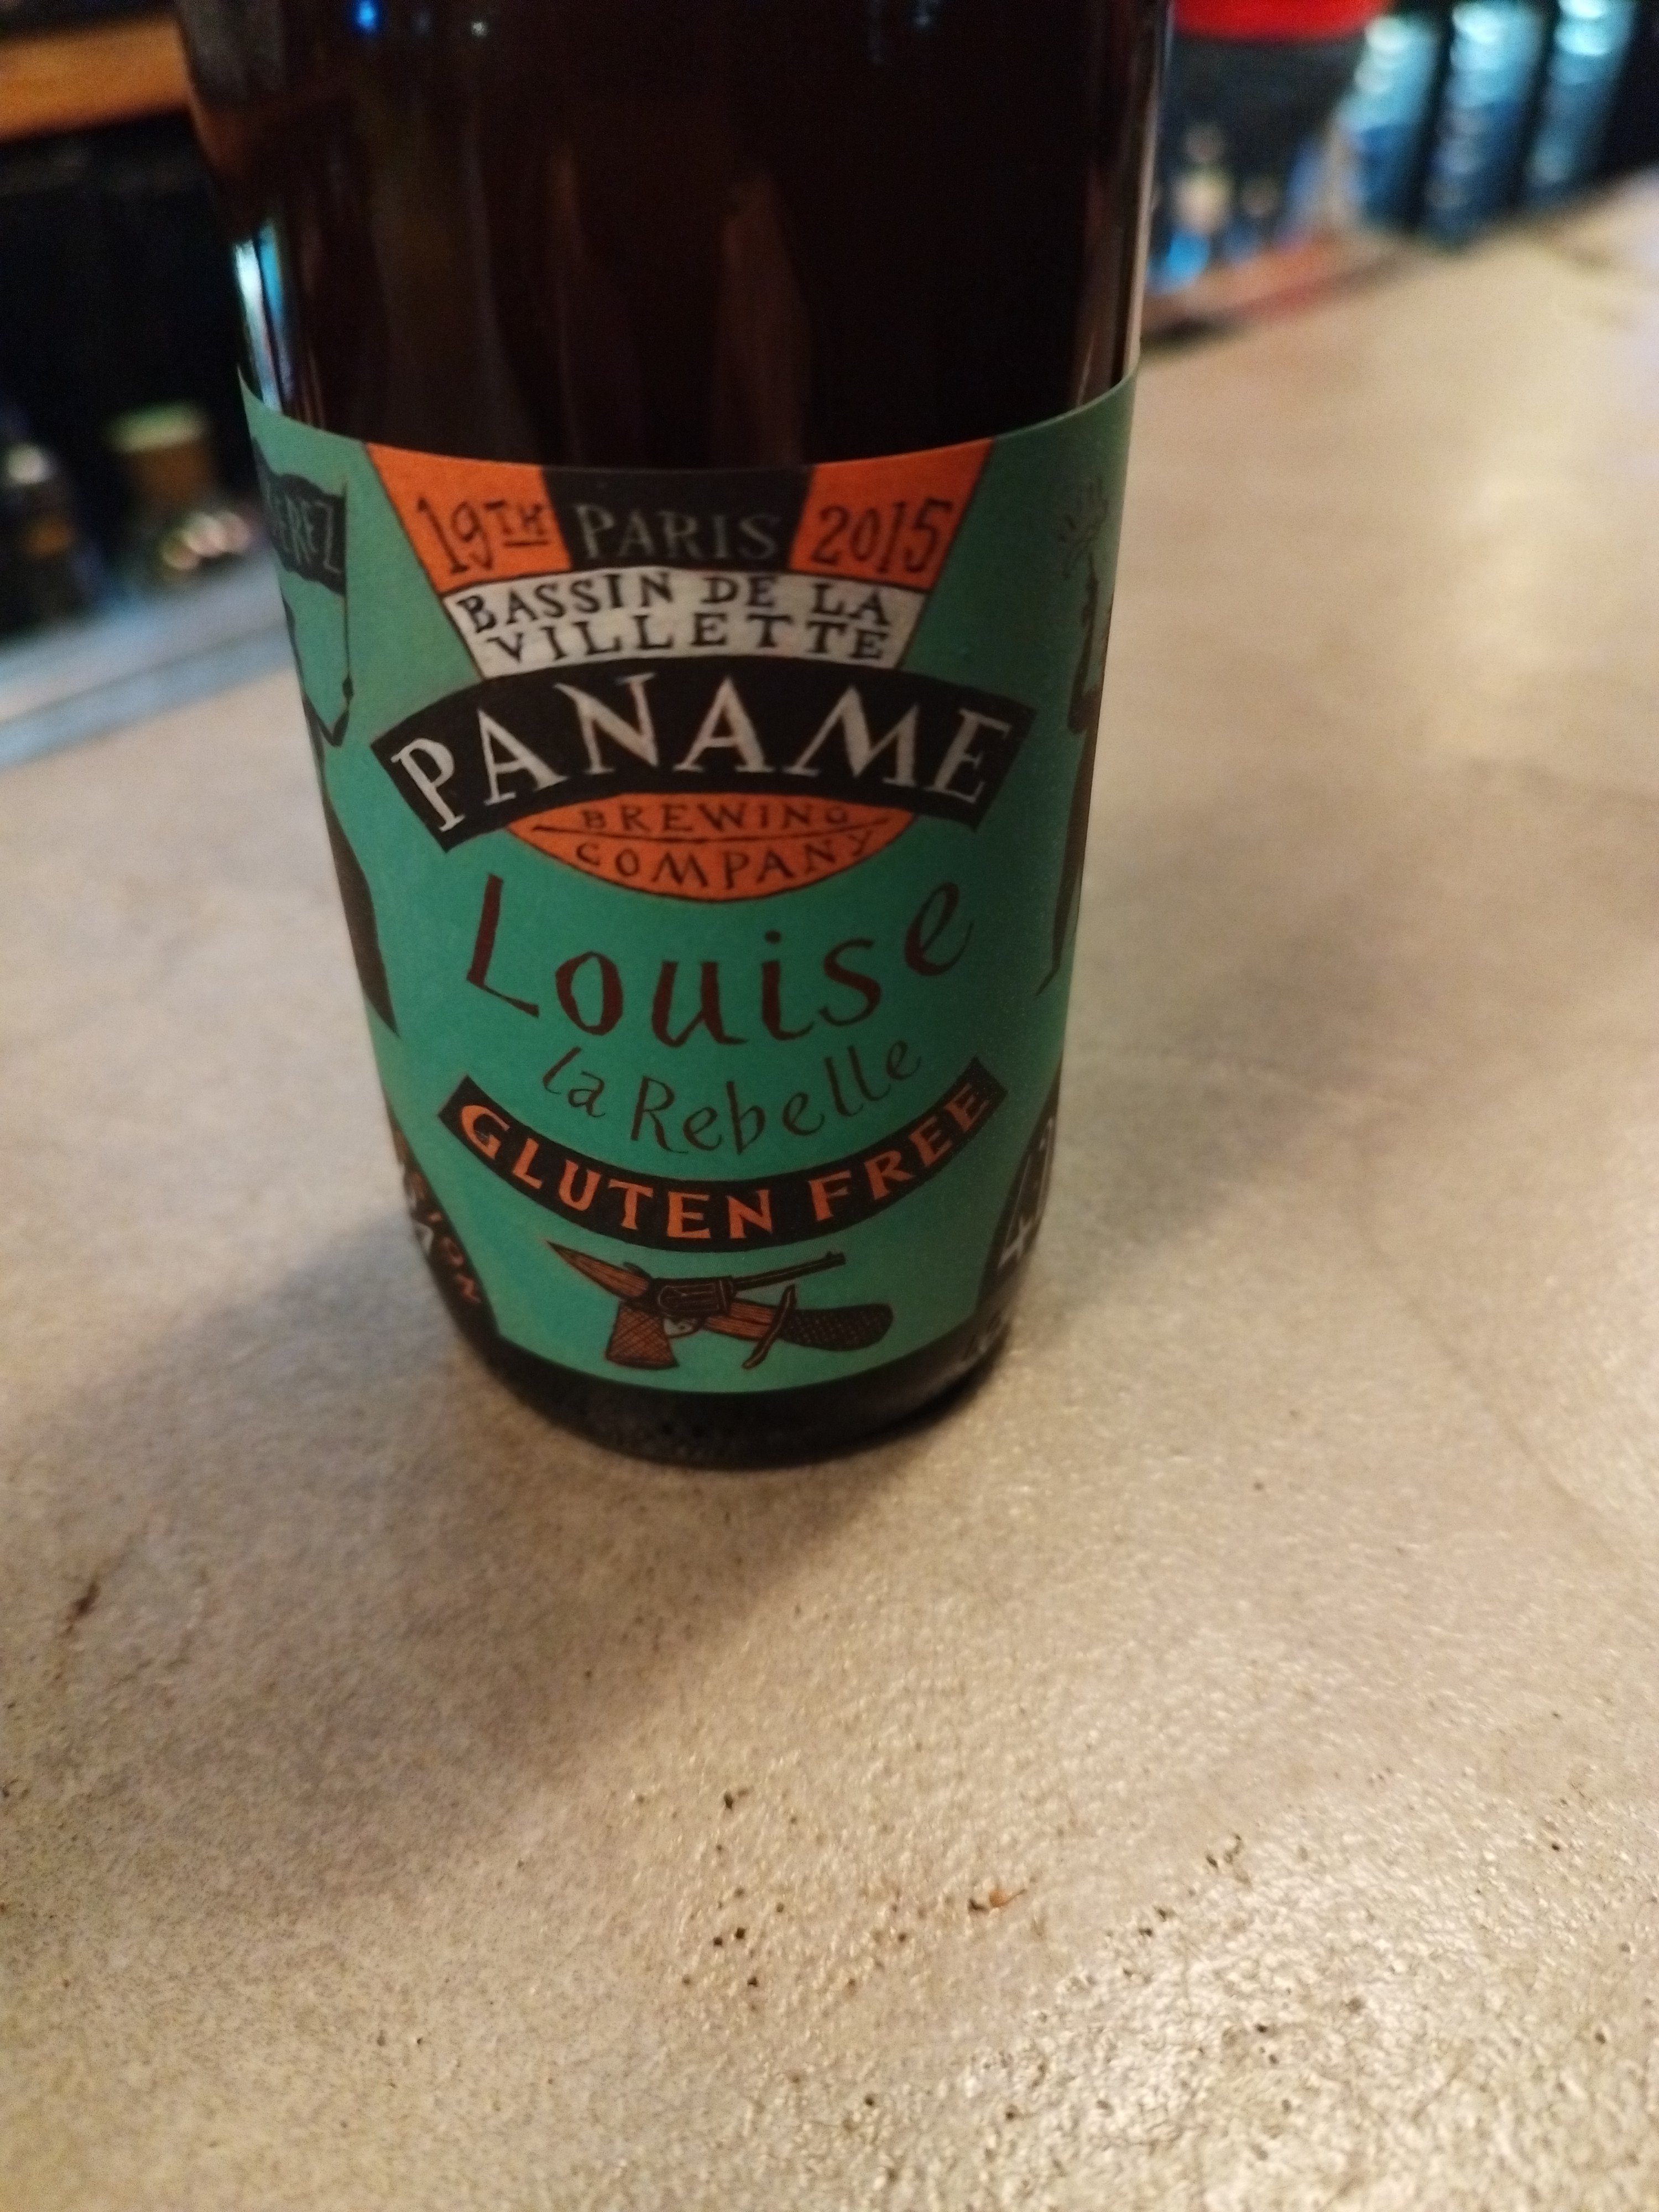 19TH PARIS 2015
BASSIN DE LA
VILLETTE
PANAME
BREWING
COMPANY
Louise
la Rebelle
GLUTEN FREE